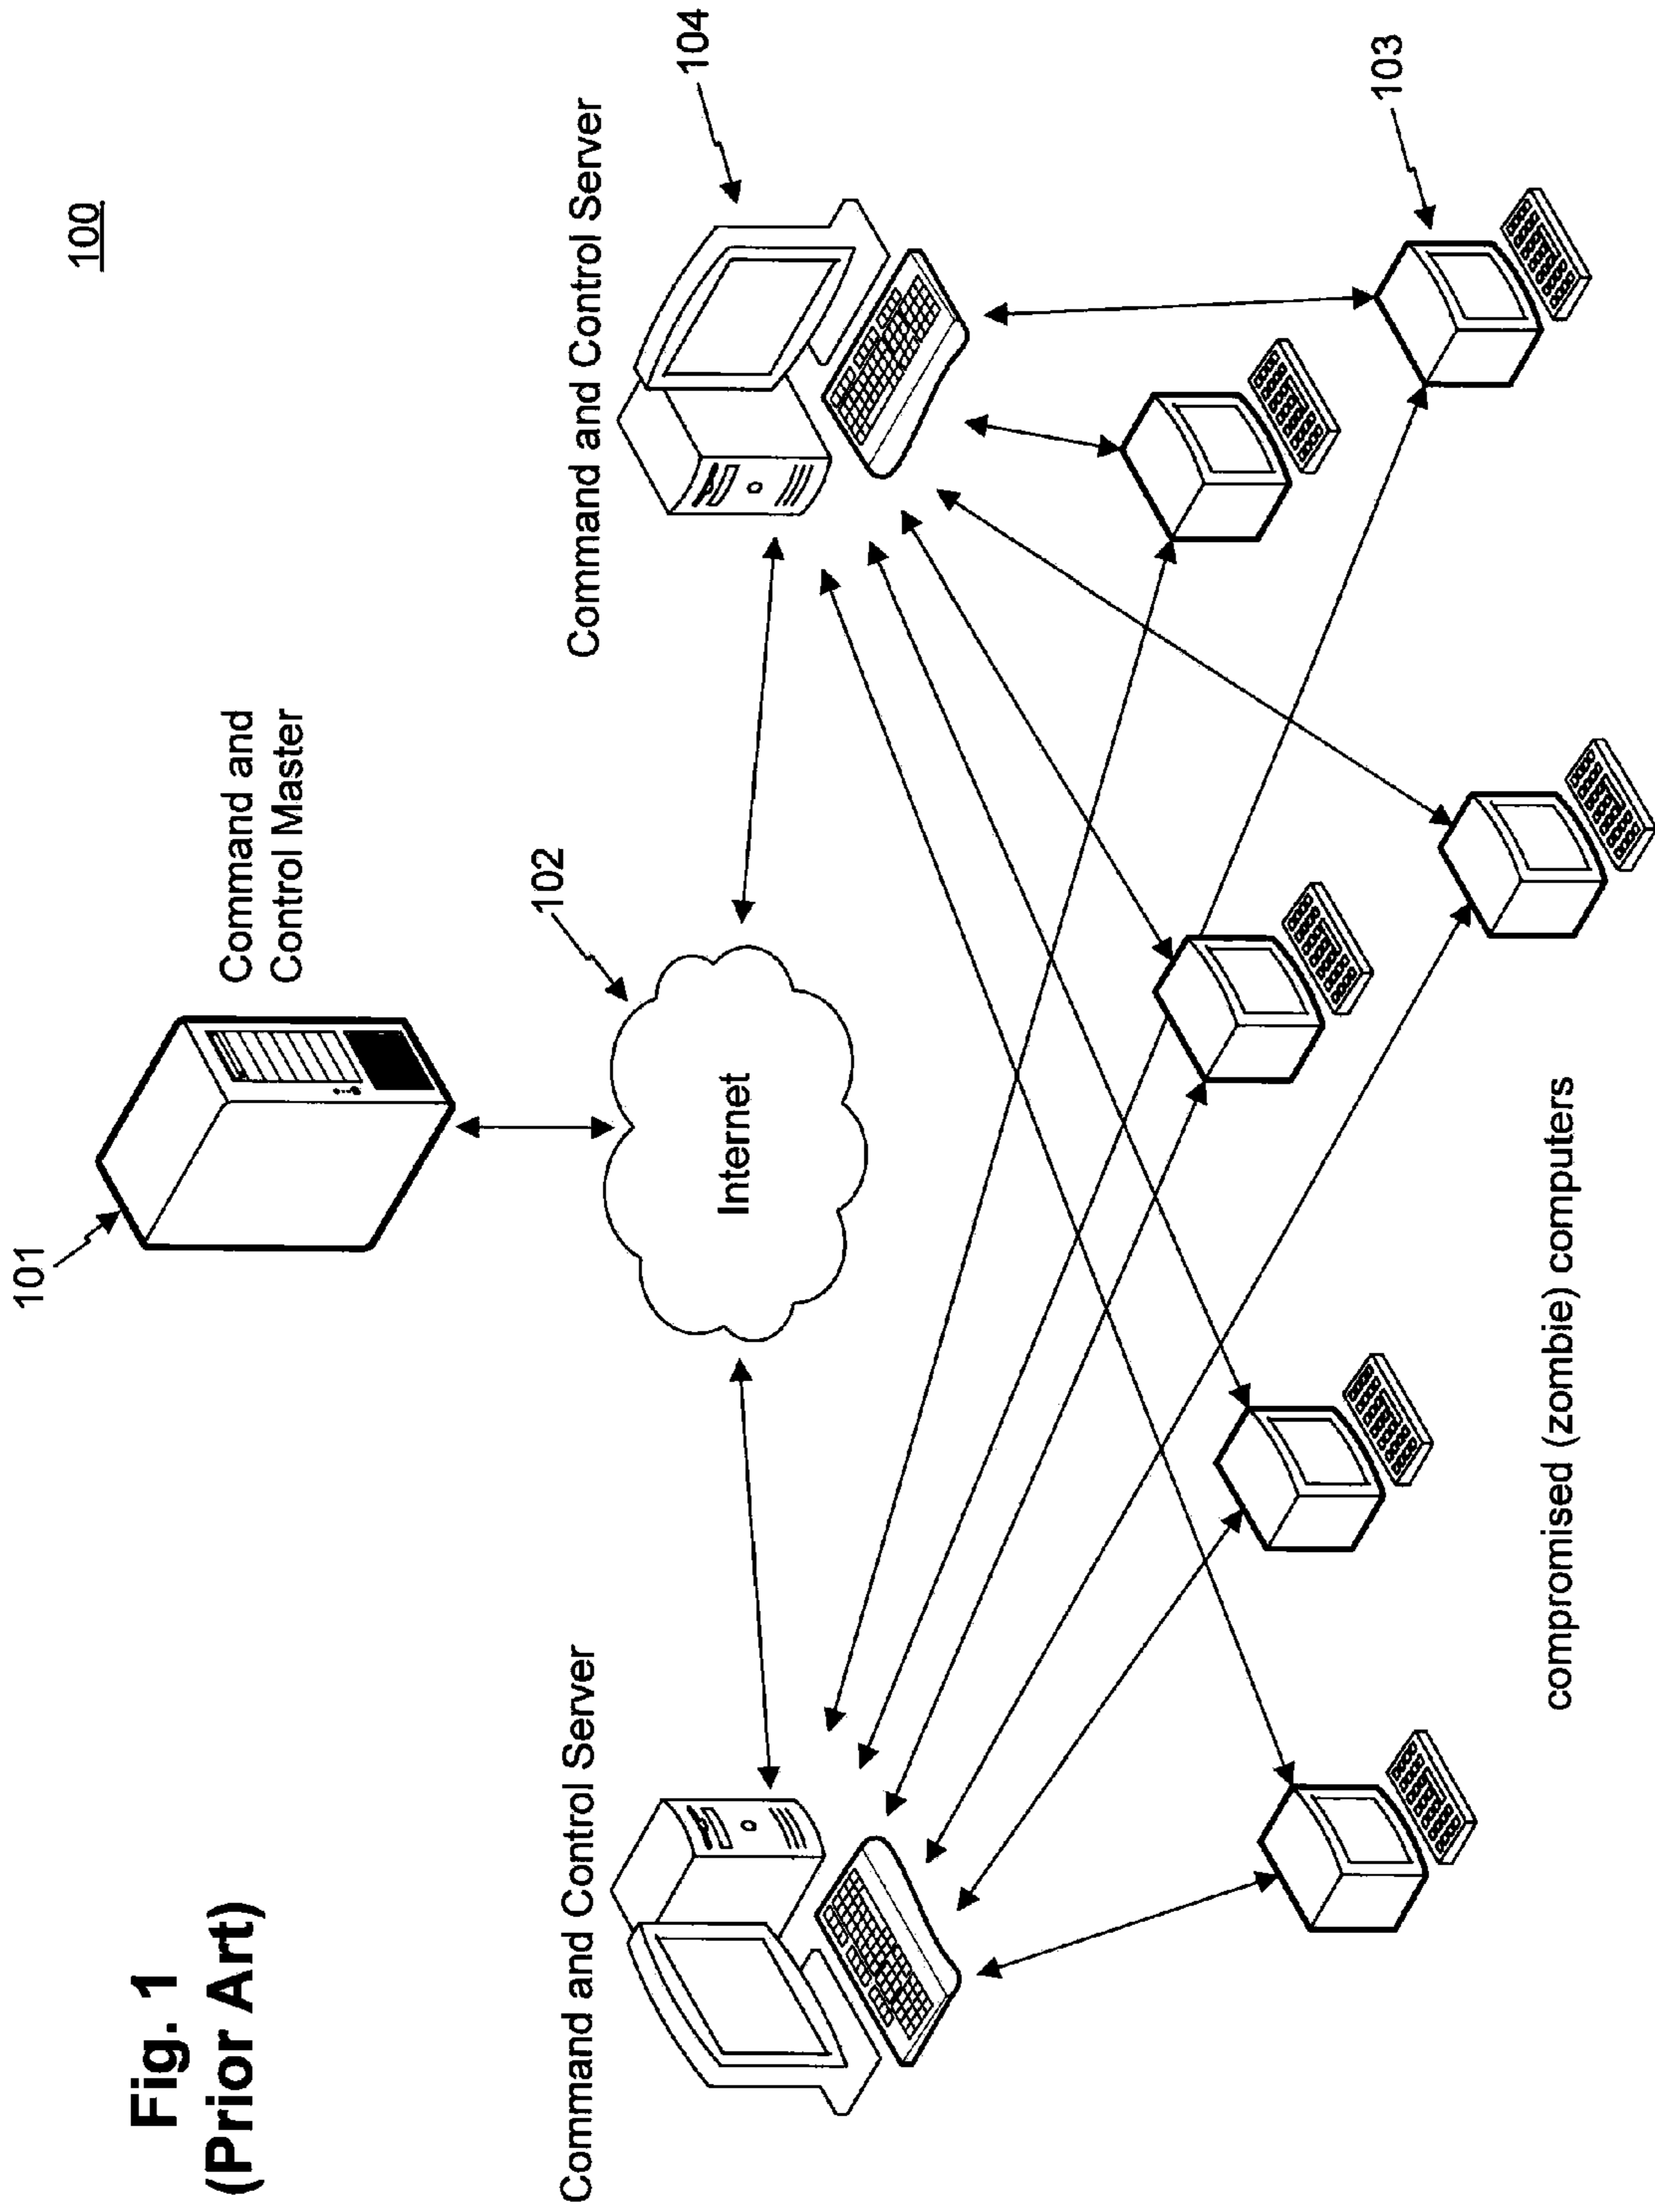 Fig. 1
(Prior Art)
100
101
Command and
Control Master
102
Internet
Command and Control Server
Command and Control Server
104
103
compromised (zombie) computers